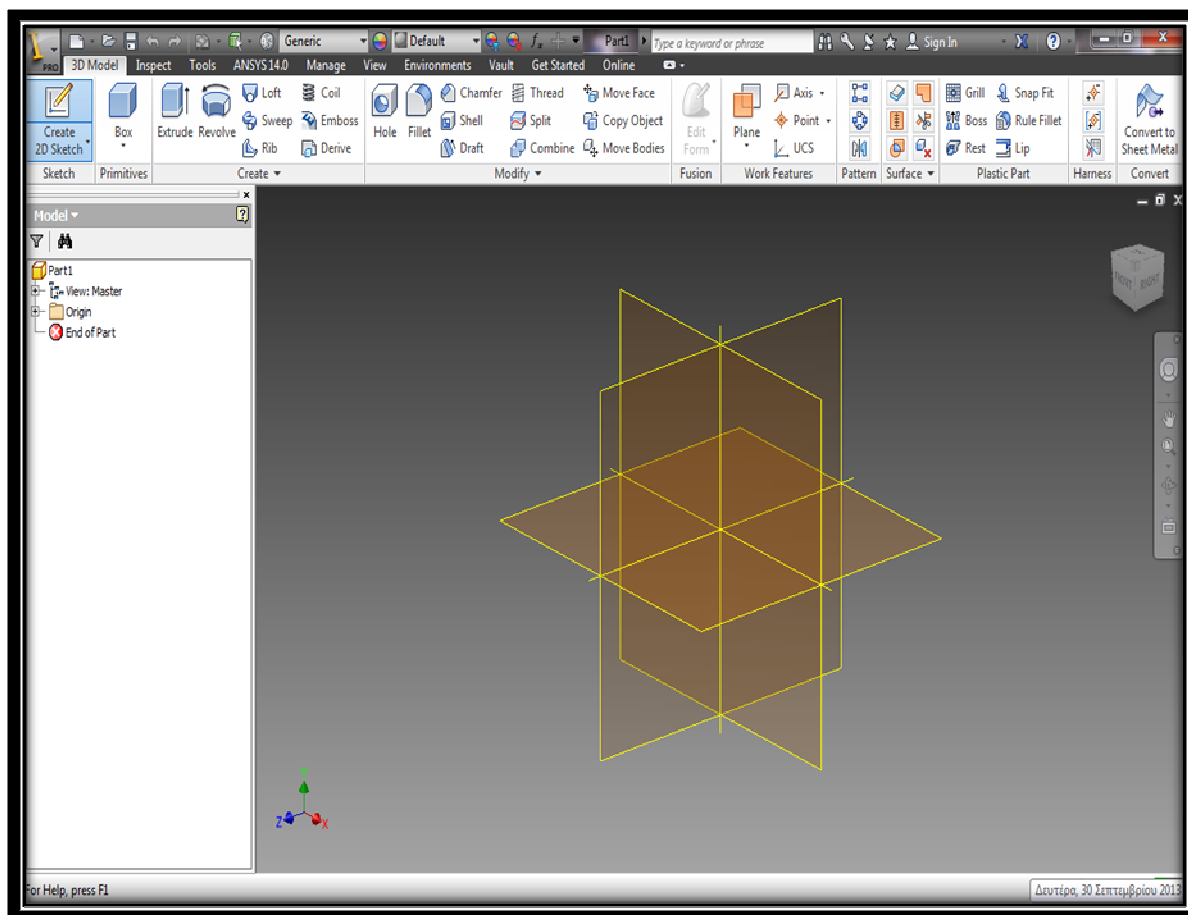 PRO
Generic
Default
Part1
Type a keyword or phrase
Sign In
3D Model Inspect Tools ANSYS 14.0 Manage View Environments Vault Get Started Online
Create
2D Sketch
Box
Extrude Revolve
Loft Coil
Sweep Emboss
Rib Derive
Hole Fillet
Chamfer Thread Move Face
Shell Split Copy Object
Draft Combine Move Bodies
Edit
Form
Plane
Axis
Point
UCS
Grill Snap Fit
Boss Rule Fillet
Rest Lip
Convert to
Sheet Metal
Sketch Primitives Create Modify Fusion Work Features Pattern Surface Plastic Part Harness Convert
Model
Part1
View: Master
Origin
End of Part
FRONT RIGHT
Y
Z
X
For Help, press F1
Δευτέρα, 30 Σεπτεμβρίου 2013